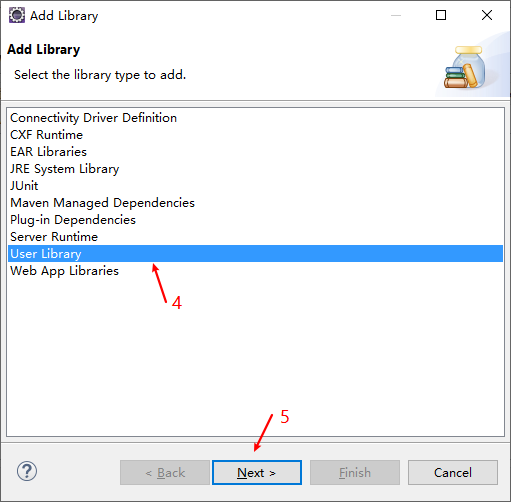 Add Library
Add Library
Select the library type to add.
Connectivity Driver Definition
CXF Runtime
EAR Libraries
JRE System Library
JUnit
Maven Managed Dependencies
Plug-in Dependencies
Server Runtime
User Library
Web App Libraries
4
5
? < Back Next > Finish Cancel